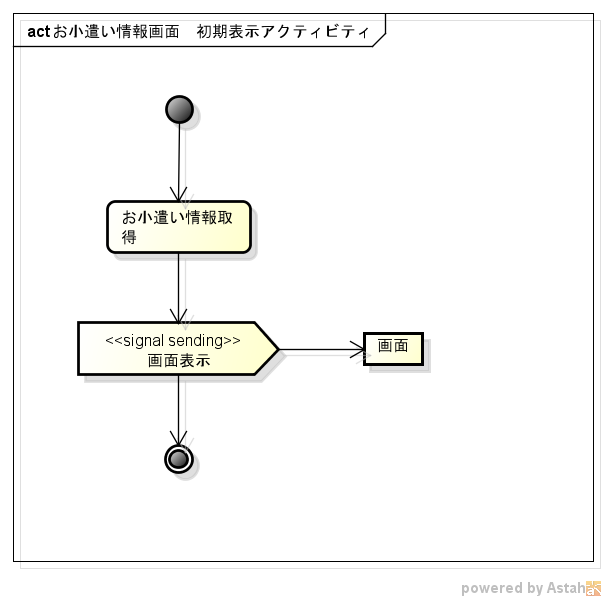 act お小遣い情報画面　初期表示アクティビティ
お小遣い情報取
得
<<signal sending>>
画面表示
画面
powered by Astah